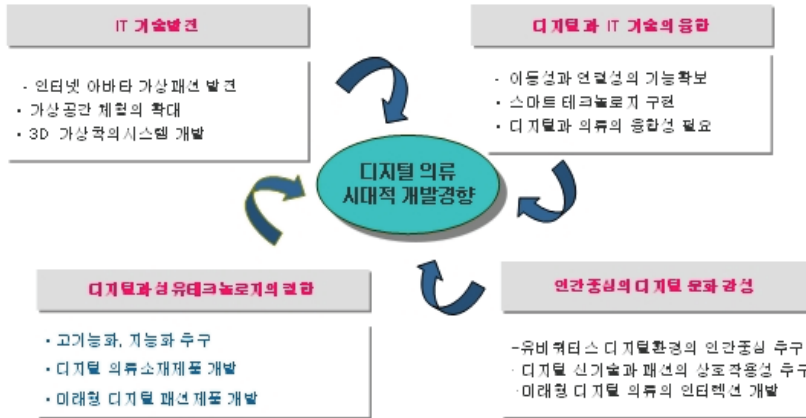 IT 기술발전
- 인터넷 아바타 가상패션 발전
• 가상공간 체험의 확대
• 3D 가상착의시스템 개발
디지털과 IT 기술의 융합
• 이동성과 연결성의 기능확보
• 스마트 테크놀로지 구현
• 디지털과 의류의 융합성 필요
디지털 의류
시대적 개발경향
디지털과 섬유테크놀로지의 결합
• 고기능화, 지능화 추구
• 디지털 의류소재제품 개발
• 미래형 디지털 패션제품 개발
인간중심의 디지털 문화 감성
-유비쿼터스 디지털환경의 인간중심 추구
· 디지털 신기술과 패션의 상호작용성 추구
·미래형 디지털 의류의 인터렉션 개발